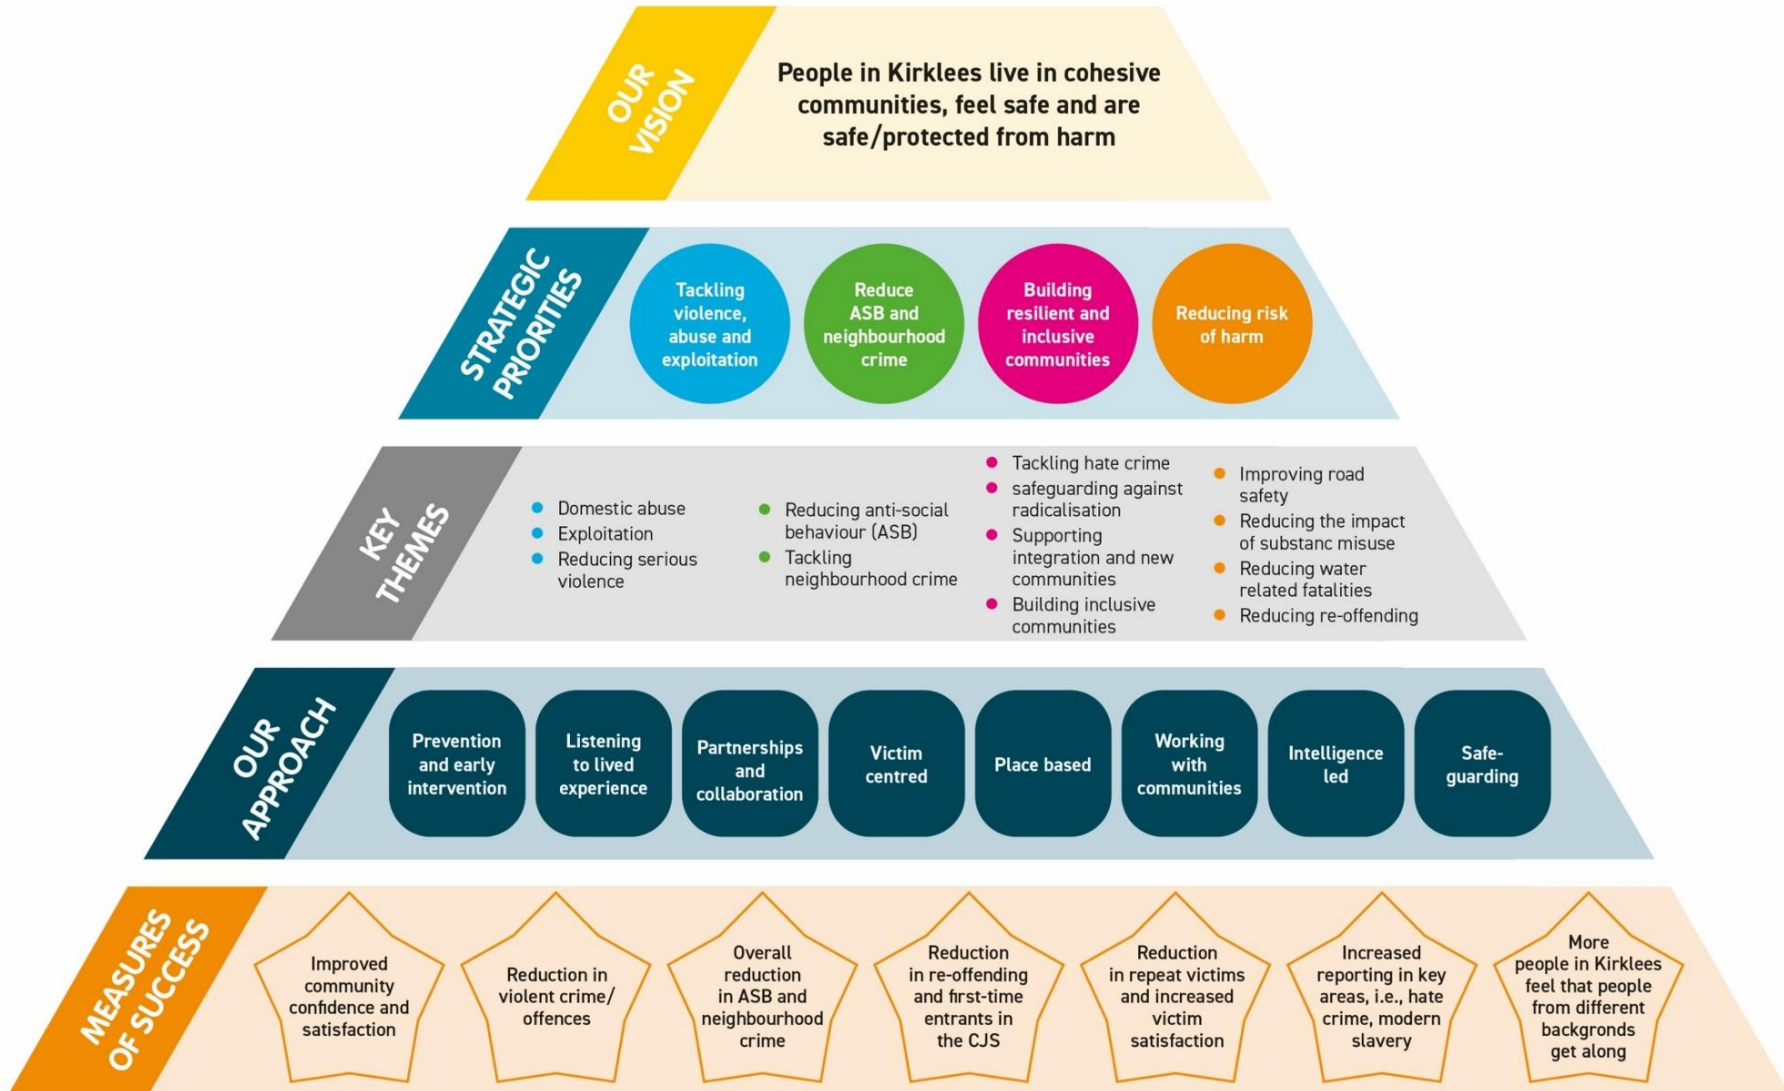 OUR
VISION
People in Kirklees live in cohesive
communities, feel safe and are
safe/protected from harm
STRATEGIC
PRIORITIES
Tackling
violence,
abuse and
exploitation
Reduce
ASB and
neighbourhood
crime
Building
resilient and
inclusive
communities
Reducing risk
of harm
KEY
THEMES
Domestic abuse
Exploitation
Reducing serious
violence
Reducing anti-social
behaviour (ASB)
Tackling
neighbourhood crime
Tackling hate crime
safeguarding against
radicalisation
Supporting
integration and new
communities
Building inclusive
communities
Improving road
safety
Reducing the impact
of substanc misuse
Reducing water
related fatalities
Reducing re-offending
OUR
APPROACH
Prevention
and early
intervention
Listening
to lived
experience
Partnerships
and
collaboration
Victim
centred
Place based
Working
with
communities
Intelligence
led
Safe-
guarding
MEASURES
OF SUCCESS
Improved
community
confidence and
satisfaction
Reduction in
violent crime/
offences
Overall
reduction
in ASB and
neighbourhood
crime
Reduction
in re-offending
and first-time
entrants in
the CJS
Reduction
in repeat victims
and increased
victim
satisfaction
Increased
reporting in key
areas, i.e., hate
crime, modern
slavery
More
people in Kirklees
feel that people
from different
backgronds
get along